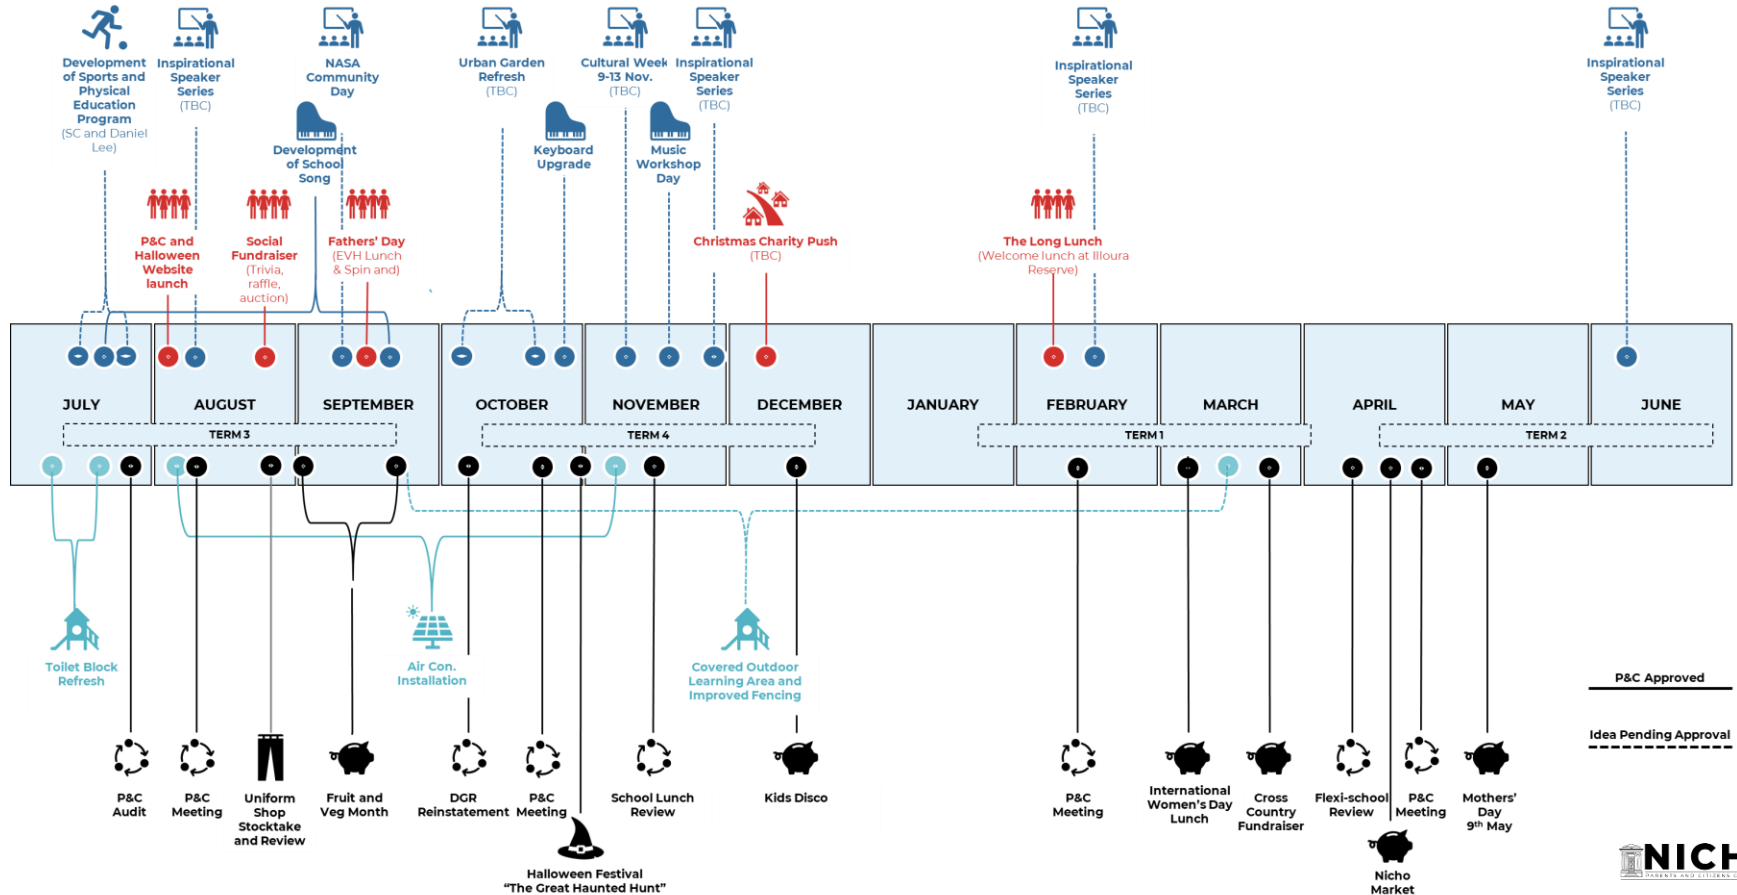 Development
of Sports and
Physical
Education
Program
(SC and Daniel
Lee)
Inspirational
Speaker
Series
(TBC)
NASA
Community
Day
Development
of School
Song
Urban Garden
Refresh
(TBC)
Keyboard
Upgrade
Cultural Week
9-13 Nov.
(TBC)
Music
Workshop
Day
Inspirational
Speaker
Series
(TBC)
Inspirational
Speaker
Series
(TBC)
Inspirational
Speaker
Series
(TBC)
P&C and
Halloween
Website
launch
Social
Fundraiser
(Trivia,
raffle,
auction)
Fathers' Day
(EVH Lunch
& Spin and)
Christmas Charity Push
(TBC)
The Long Lunch
(Welcome lunch at Illoura
Reserve)
JULY
AUGUST
SEPTEMBER
OCTOBER
NOVEMBER
DECEMBER
JANUARY
FEBRUARY
MARCH
APRIL
MAY
JUNE
TERM 3
TERM 4
TERM 1
TERM 2
Toilet Block
Refresh
Air Con.
Installation
Covered Outdoor
Learning Area and
Improved Fencing
P&C Approved
Idea Pending Approval
P&C
Audit
P&C
Meeting
Uniform
Shop
Stocktake
and Review
Fruit and
Veg Month
DGR
Reinstatement
P&C
Meeting
Halloween Festival
"The Great Haunted Hunt"
School Lunch
Review
Kids Disco
P&C
Meeting
International
Women's Day
Lunch
Cross
Country
Fundraiser
Flexi-school
Review
Nicho
Market
P&C
Meeting
Mothers'
Day
9th May
NICH
PARENTS AND CITIZENS